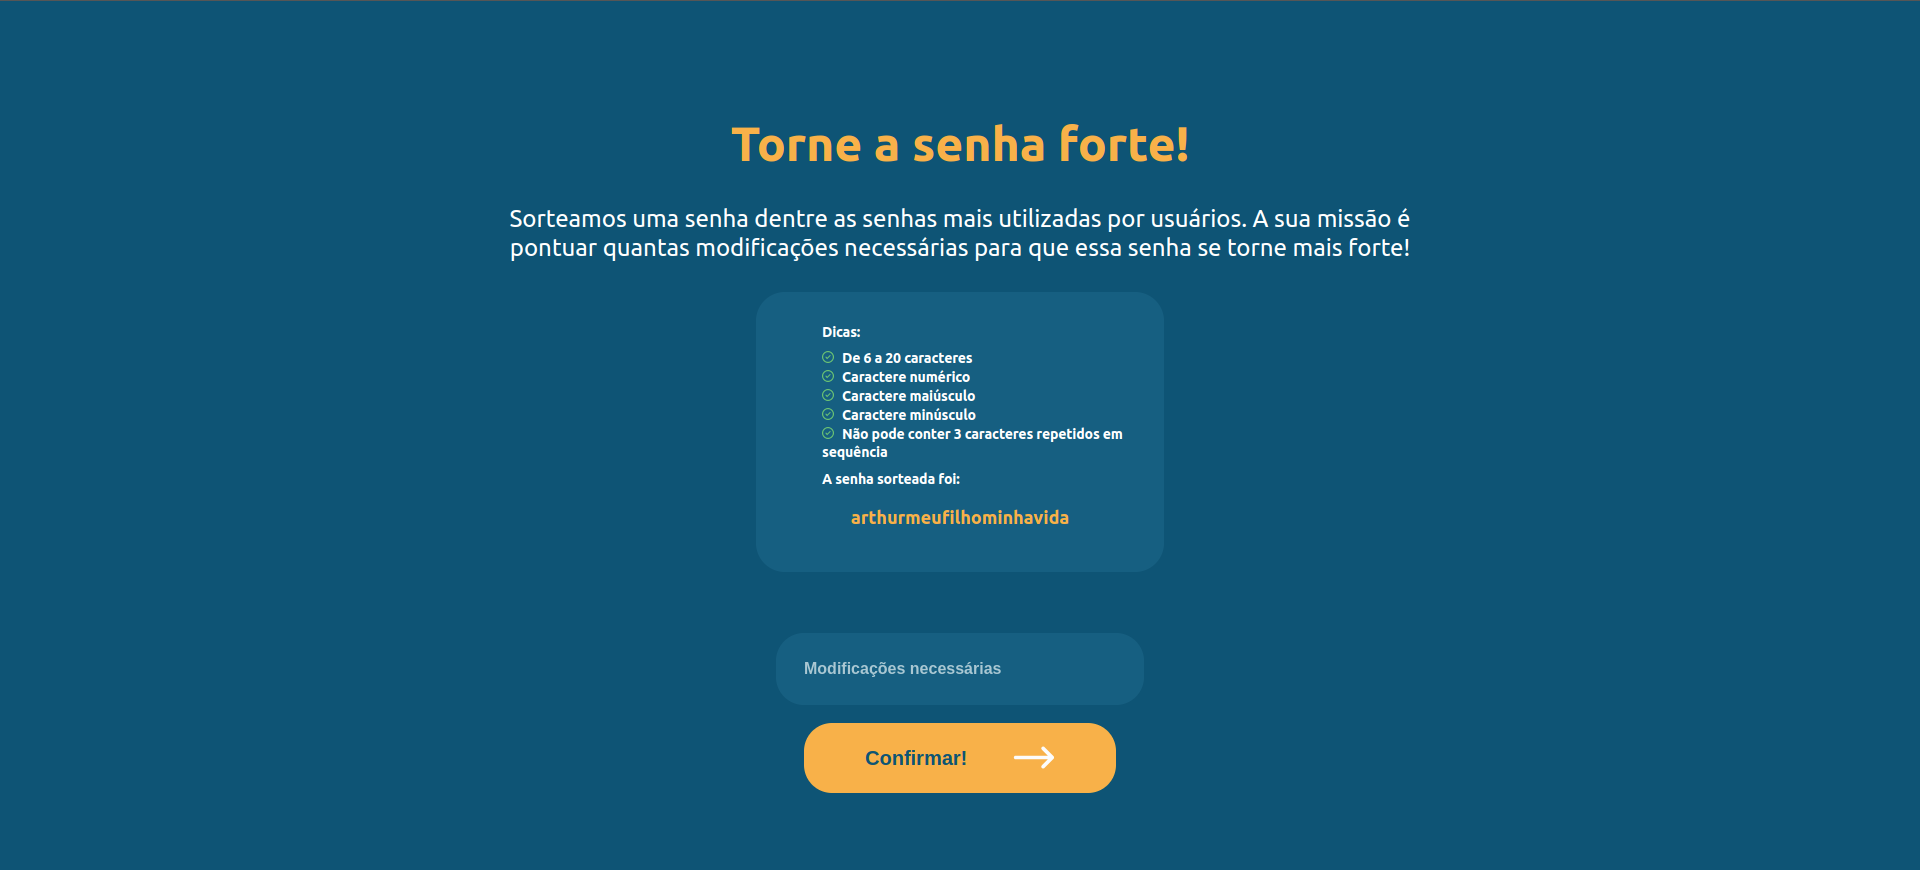 Torne a senha forte!
Sorteamos uma senha dentre as senhas mais utilizadas por usuários. A sua missão é
pontuar quantas modificações necessárias para que essa senha se torne mais forte!
Dicas:
De 6 a 20 caracteres
Caractere numérico
Caractere maiúsculo
Caractere minúsculo
Não pode conter 3 caracteres repetidos em
sequência
A senha sorteada foi:
arthurmeufilhominhavida
Modificações necessárias
Confirmar!